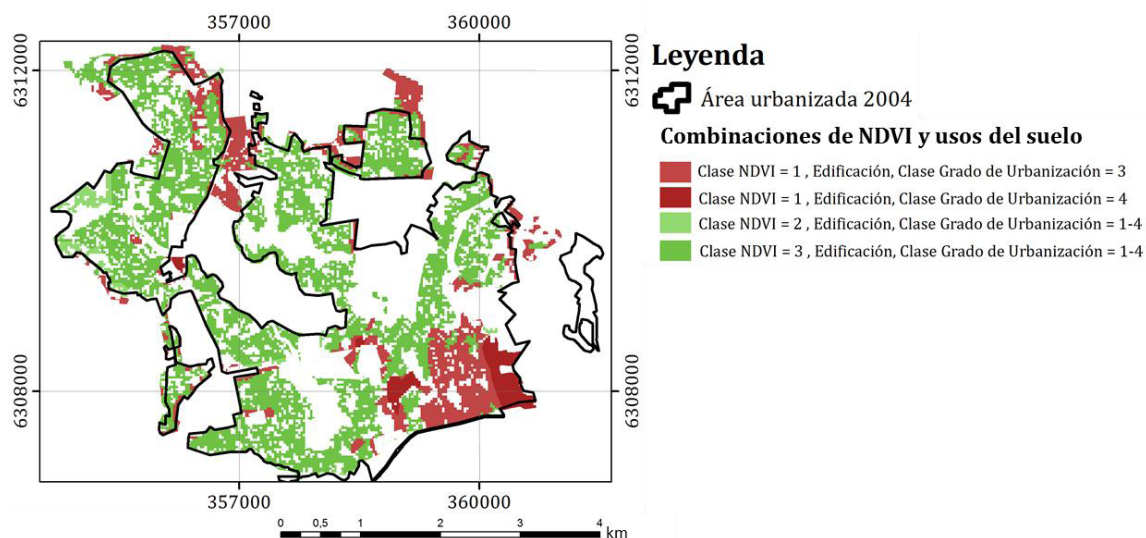 357000 360000
6312000 6312000
6308000 6308000
357000 360000
0 0,5 1 2 3 4
km
Leyenda
Área urbanizada 2004
Combinaciones de NDVI y usos del suelo
Clase NDVI = 1 , Edificación, Clase Grado de Urbanización = 3
Clase NDVI = 1, Edificación, Clase Grado de Urbanización = 4
Clase NDVI = 2, Edificación, Clase Grado de Urbanización = 1-4
Clase NDVI = 3, Edificación, Clase Grado de Urbanización = 1-4